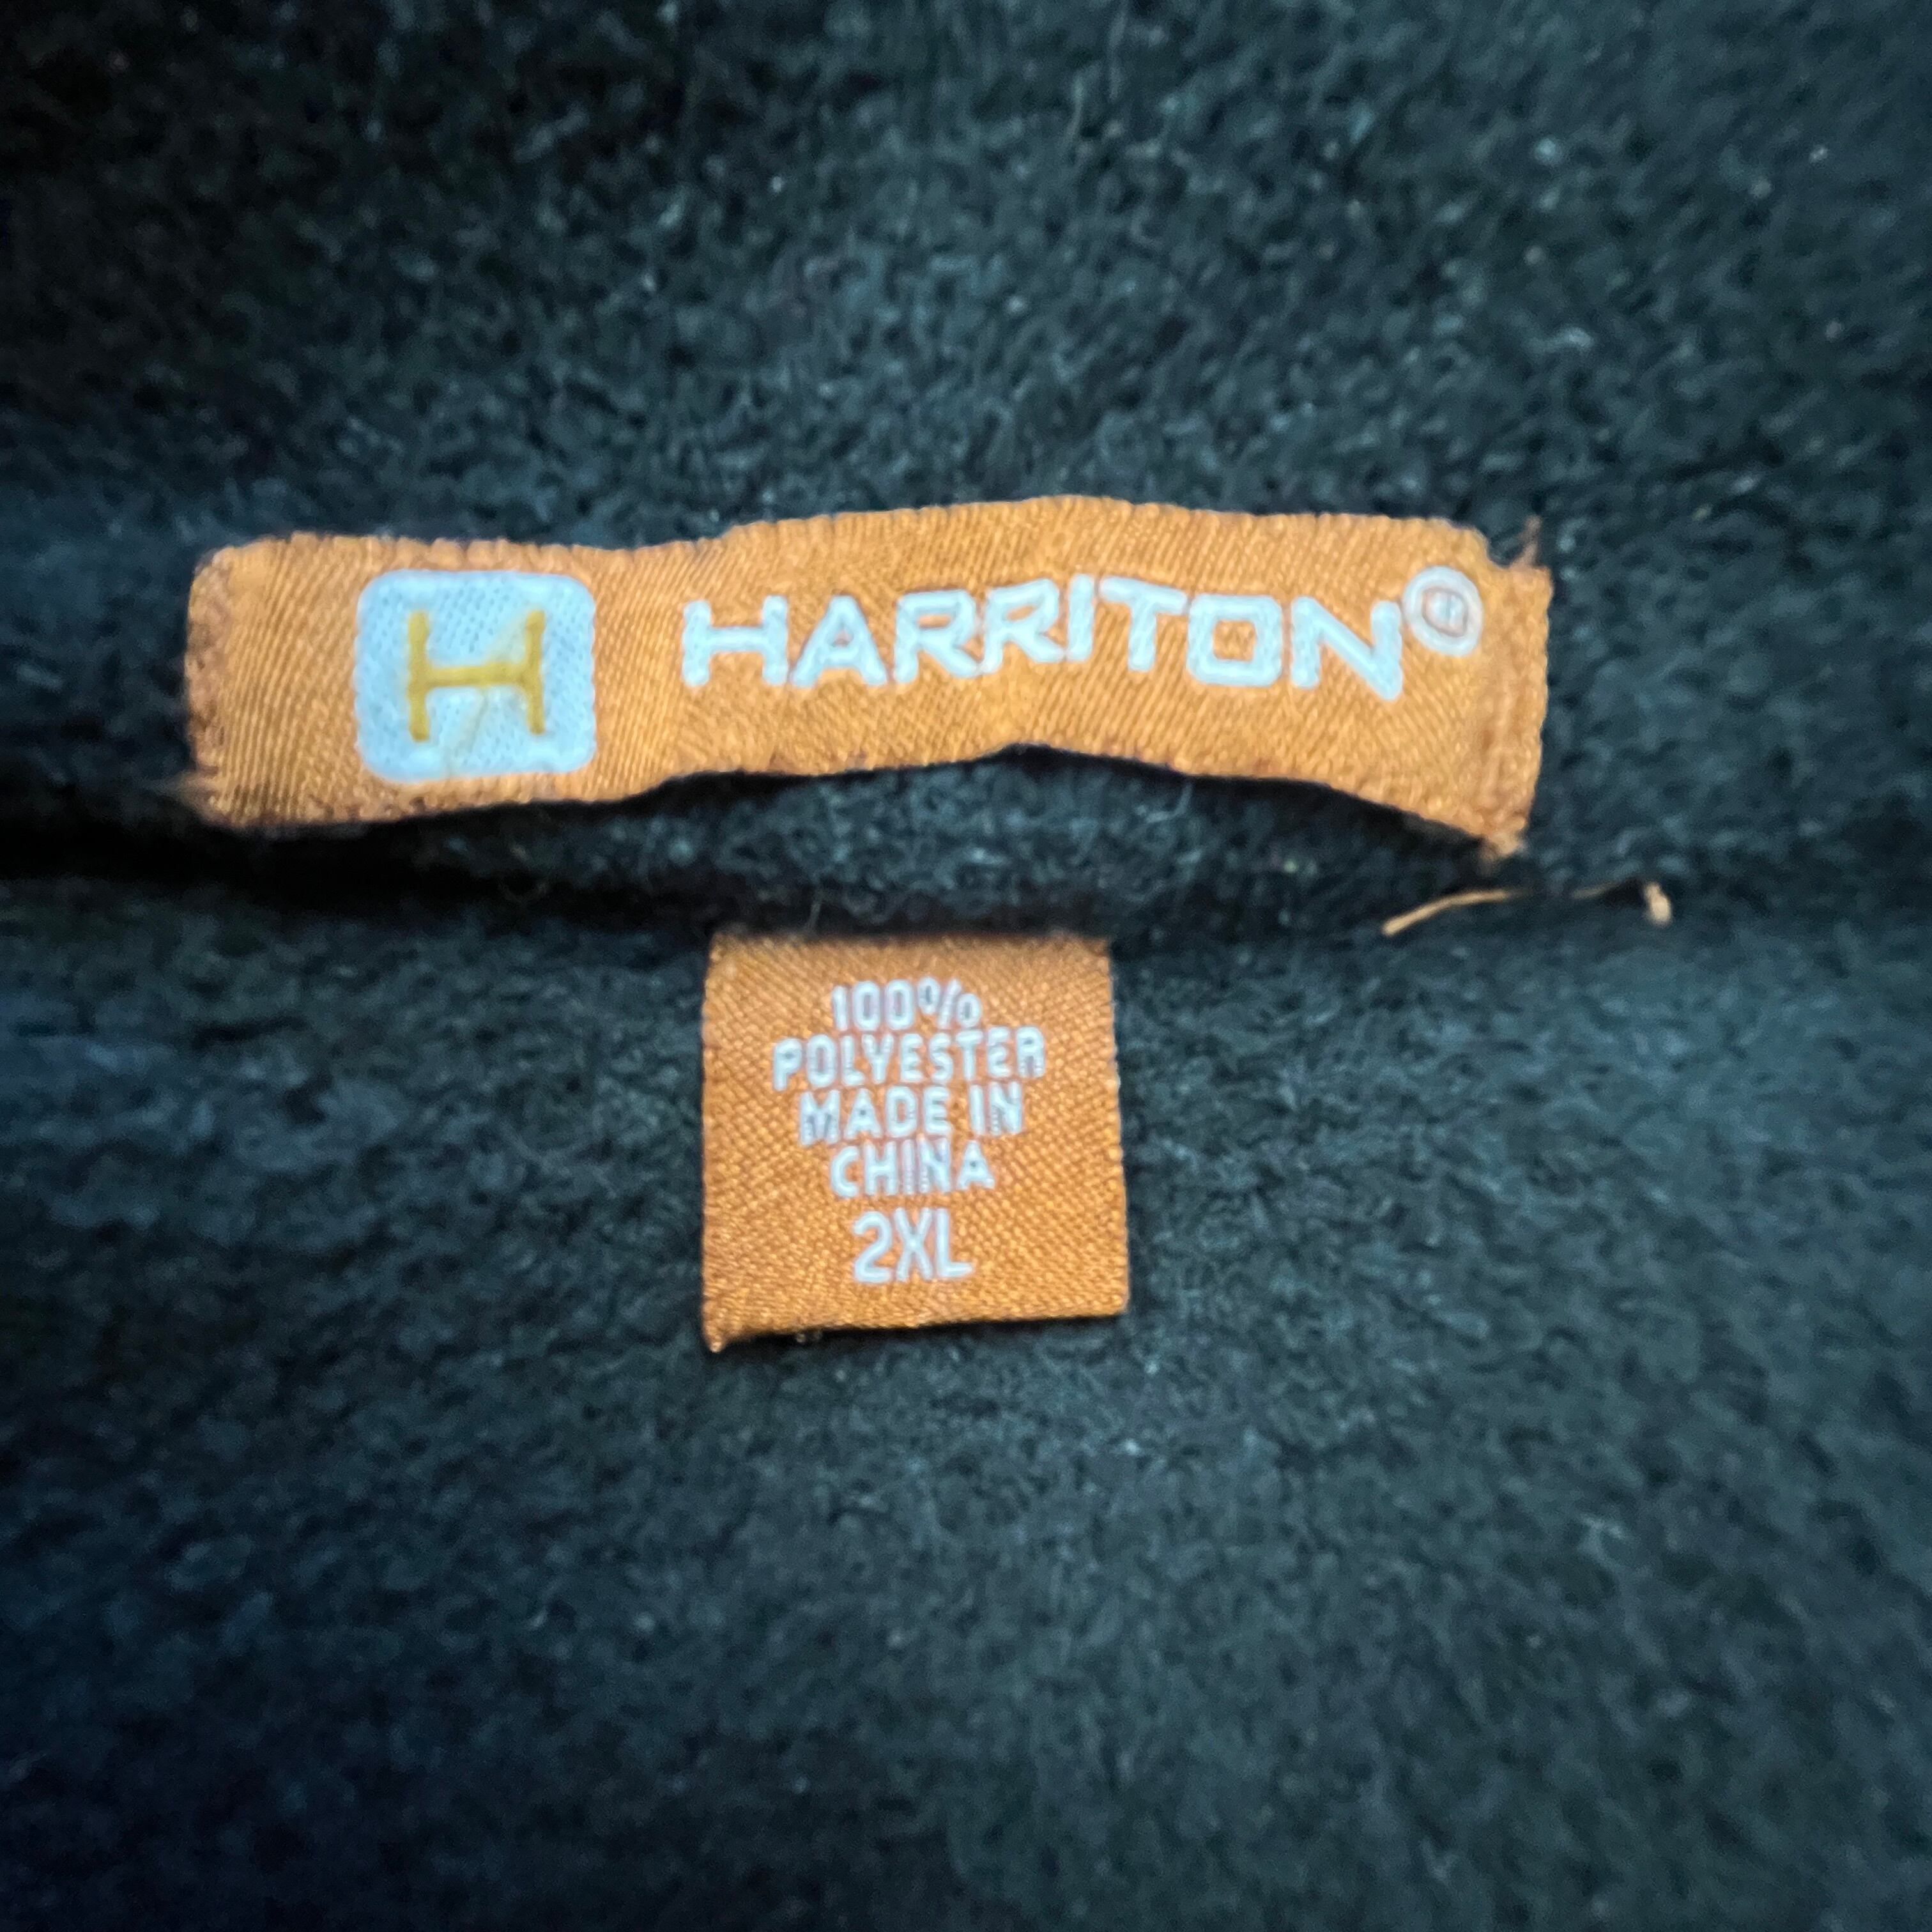 H HARRITON®
100%
POLYESTER
MADE IN
CHINA
2XL